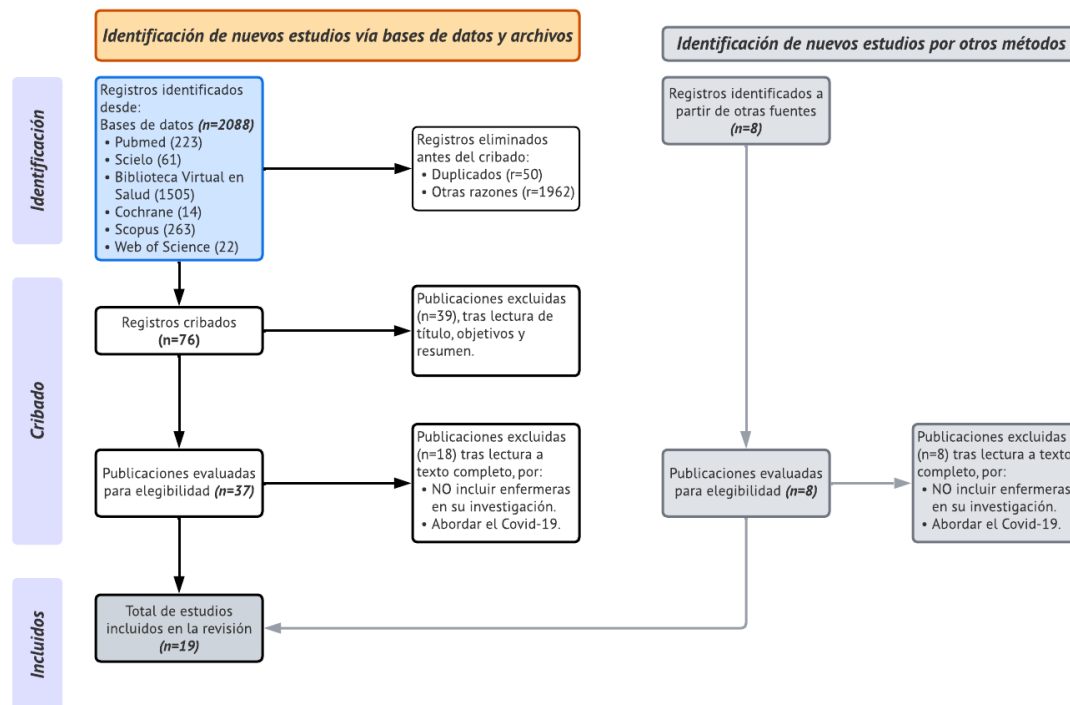 Identificación de nuevos estudios vía bases de datos y archivos
Identificación de nuevos estudios por otros métodos
Identificación
Registros identificados
desde:
Bases de datos (n=2088)
• Pubmed (223)
• Scielo (61)
• Biblioteca Virtual en
Salud (1505)
• Cochrane (14)
• Scopus (263)
• Web of Science (22)
Registros eliminados
antes del cribado:
• Duplicados (r=50)
• Otras razones (r=1962)
Registros identificados a
partir de otras fuentes
(n=8)
Cribado
Registros cribados
(n=76)
Publicaciones excluidas
(n=39), tras lectura de
título, objetivos y
resumen.
Publicaciones evaluadas
para elegibilidad (n=37)
Publicaciones excluidas
(n=18) tras lectura a
texto completo, por:
• NO incluir enfermeras
en su investigación.
• Abordar el Covid-19.
Publicaciones evaluadas
para elegibilidad (n=8)
Publicaciones excluidas
(n=8) tras lectura a texto
completo, por:
• NO incluir enfermeras
en su investigación.
• Abordar el Covid-19.
Incluidos
Total de estudios
incluidos en la revisión
(n=19)